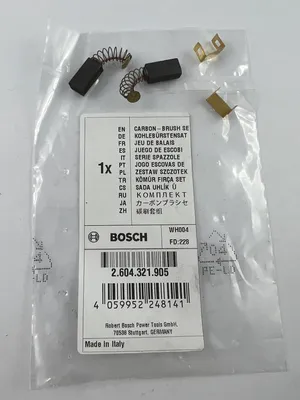 EN CARBON-BRUSH SE
DE KOHLEBÜRSTENSAT
FR JEU DE BALAIS
ES JUEGO DE ESCOBI
IT SERIE SPAZZOLE
PT JOGO ESCOVAS DE
PL ZESTAW SZCZOTEK
TR KÖMÜR FIRÇA SET
CS SADA UHLÍK Ů
RU КОМПЛЕКТ
JA カーボンブラシセ
ZH 碳刷套组
1x
BOSCH
WH004
FD:228
2.604.321.905
4 059952 248141
Robert Bosch Power Tools GmbH,
70538 Stuttgart, GERMANY
Made in Italy
04
PE-LD